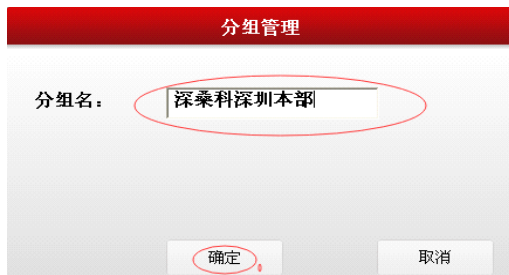 分组管理
分组名：
深桑科深圳本部
确定
取消